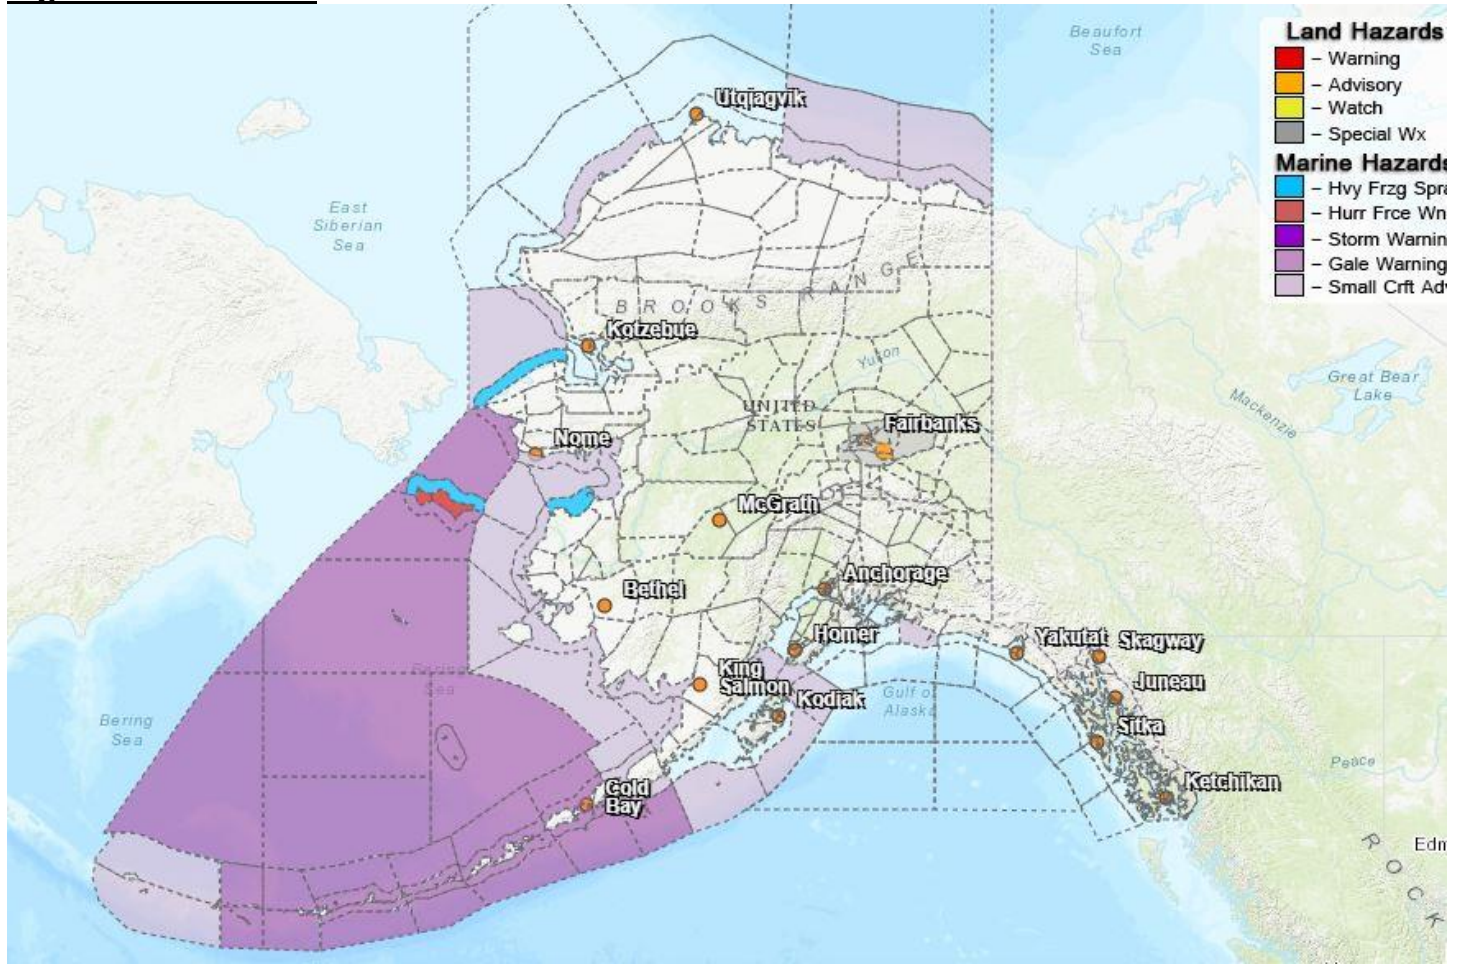 Beaufort
Sea
Land Hazards
– Warning
– Advisory
– Watch
– Special Wx
Marine Hazards
– Hvy Frzg Spra
– Hurr Frce Wn
– Storm Warnin
– Gale Warning
– Small Crft Adv
Utqiagvik
East
Siberian
Sea
BROOKS RANGE
Kotzebue
Yukon
Great Bear
Lake
Mackenzie
UNITED
STATES
Fairbanks
Nome
McGrath
Anchorage
Bethel
Homer
Yakutat
Skagway
Bering
Sea
King
Salmon
Juneau
Kodiak
Gulf of
Alaska
Sitka
Bering
Sea
Peace
Ketchikan
Cold
Bay
Edm
ROCK